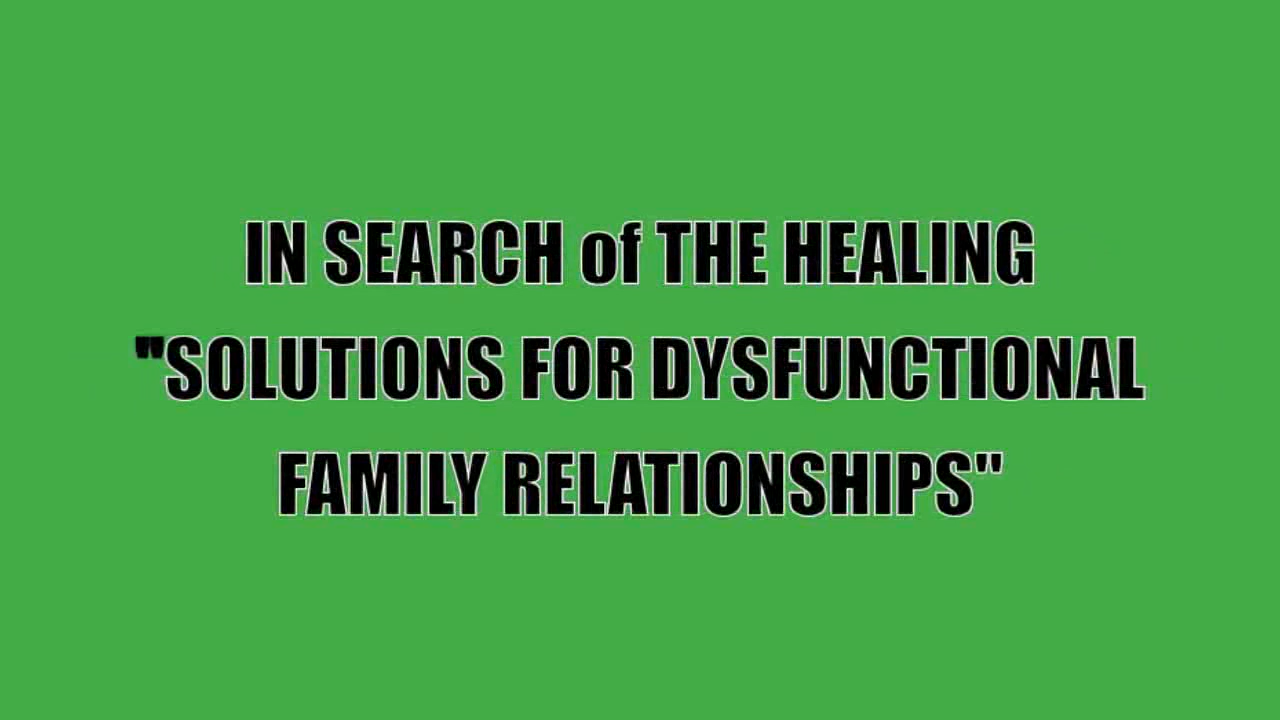 IN SEARCH of THE HEALING
"SOLUTIONS FOR DYSFUNCTIONAL
FAMILY RELATIONSHIPS"